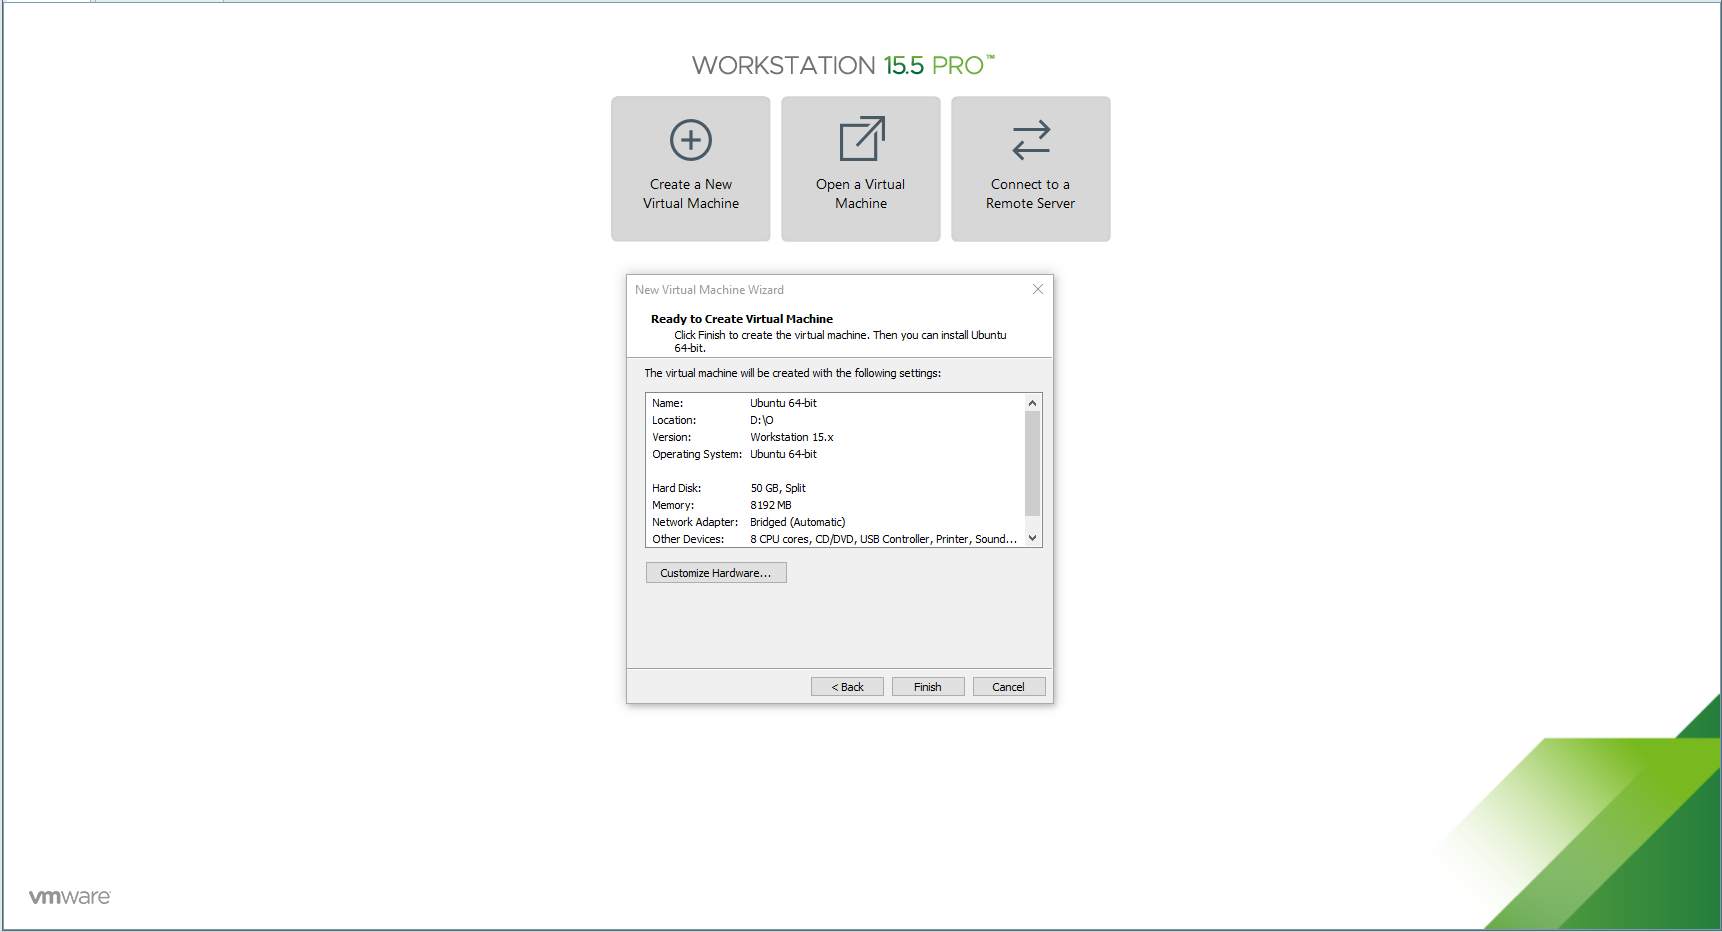 WORKSTATION 15.5 PRO™
Create a New
Virtual Machine
Open a Virtual
Machine
Connect to a
Remote Server
New Virtual Machine Wizard
Ready to Create Virtual Machine
Click Finish to create the virtual machine. Then you can install Ubuntu
64-bit.
The virtual machine will be created with the following settings:
Name: Ubuntu 64-bit
Location: D:\O
Version: Workstation 15.x
Operating System: Ubuntu 64-bit
Hard Disk: 50 GB, Split
Memory: 8192 MB
Network Adapter: Bridged (Automatic)
Other Devices: 8 CPU cores, CD/DVD, USB Controller, Printer, Sound...
Customize Hardware...
< Back
Finish
Cancel
vmware